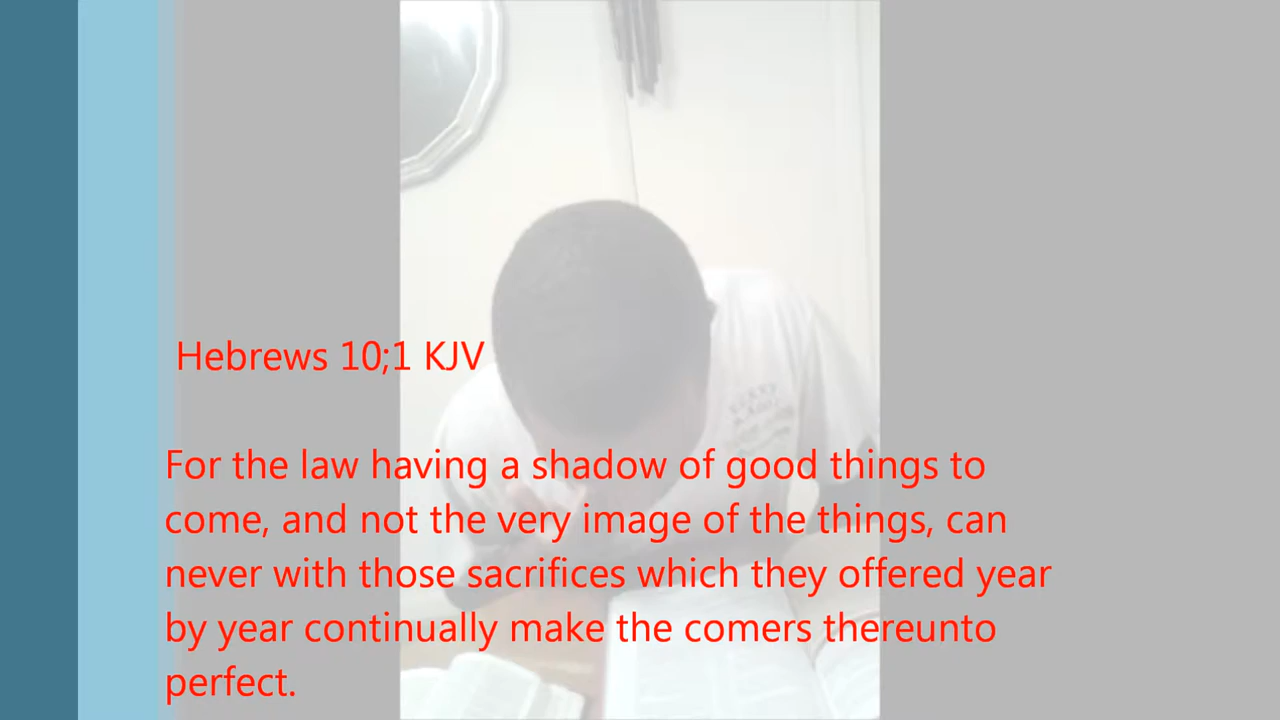 Hebrews 10;1 KJV
For the law having a shadow of good things to
come, and not the very image of the things, can
never with those sacrifices which they offered year
by year continually make the comers thereunto
perfect.